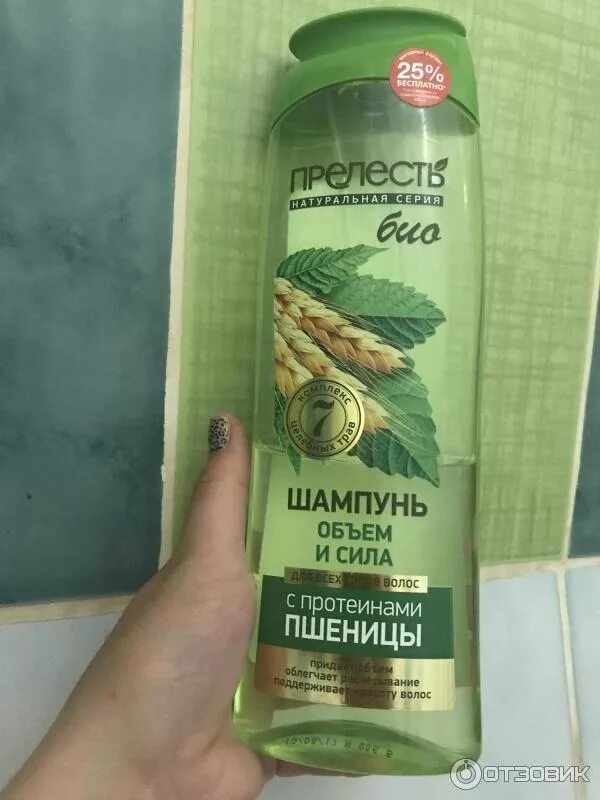 25%
БЕСПЛАТНО*
ПРЕЛЕСТЬ
НАТУРАЛЬНАЯ СЕРИЯ
био
комплекс
7
целебных трав
ШАМПУНЬ
ОБЪЕМ
И СИЛА
ДЛЯ ВСЕХ ВОЛОС
С ПРОТЕИНАМИ
ПШЕНИЦЫ
придает объем
облегчает расчесывание
поддерживает красоту волос
ОТЗОВИК